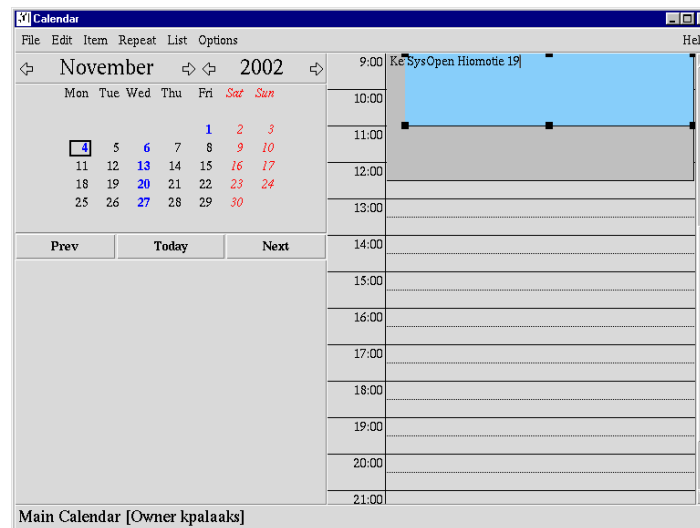 Calendar
File Edit Item Repeat List Options Hel
November 2002
Mon Tue Wed Thu Fri Sat Sun
1 2 3
4 5 6 7 8 9 10
11 12 13 14 15 16 17
18 19 20 21 22 23 24
25 26 27 28 29 30
Prev Today Next
9:00 Ke SysOpen Hiomotie 19
10:00
11:00
12:00
13:00
14:00
15:00
16:00
17:00
18:00
19:00
20:00
21:00
Main Calendar [Owner kpalaaks]